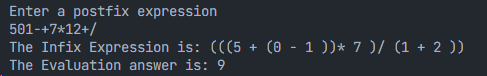 Enter a postfix expression
501-+7*12+/
The Infix Expression is: (((5 + (0 - 1 ))* 7 )/ (1 + 2 ))
The Evaluation answer is: 9